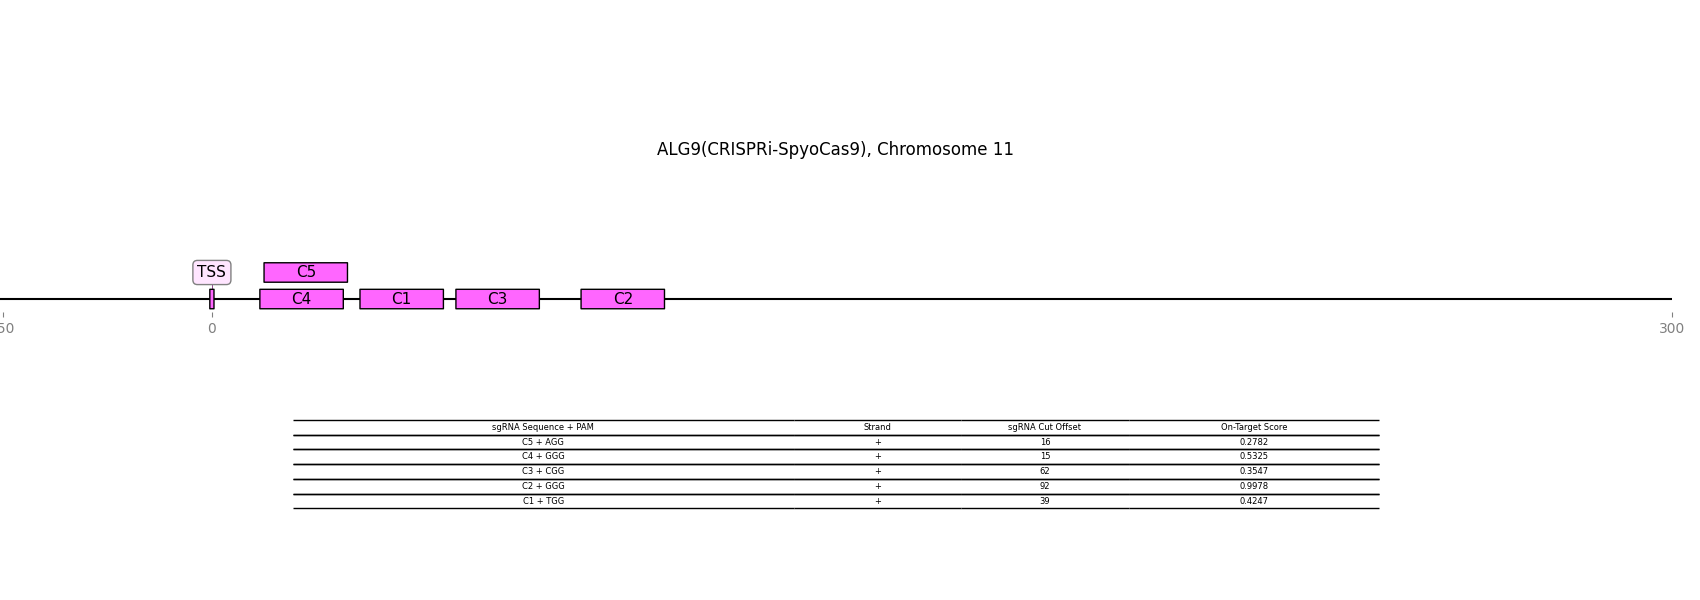 ALG9(CRISPRi-SpyoCas9), Chromosome 11
TSS C5
C4 C1 C3 C2
50 0 300
sgRNA Sequence + PAM Strand sgRNA Cut Offset On-Target Score
C5 + AGG + 16 0.2782
C4 + GGG + 15 0.5325
C3 + CGG + 62 0.3547
C2 + GGG + 92 0.9978
C1 + TGG + 39 0.4247